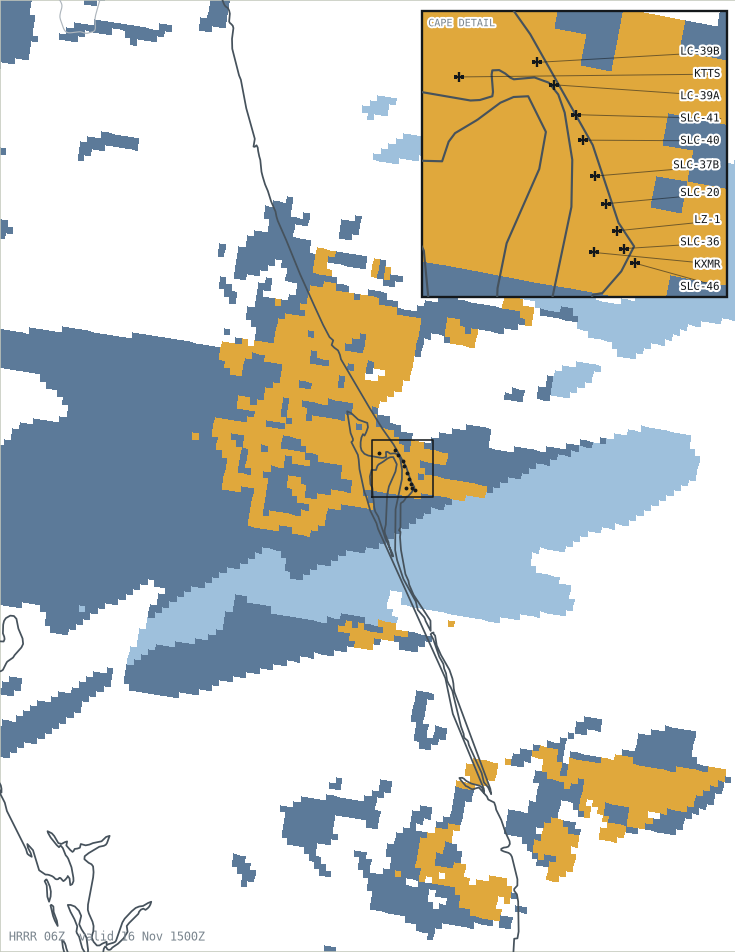 CAPE DETAIL
LC-39B
KTTS
LC-39A
SLC-41
SLC-40
SLC-37B
SLC-20
LZ-1
SLC-36
KXMR
SLC-46
HRRR 06Z  valid 16 Nov 1500Z